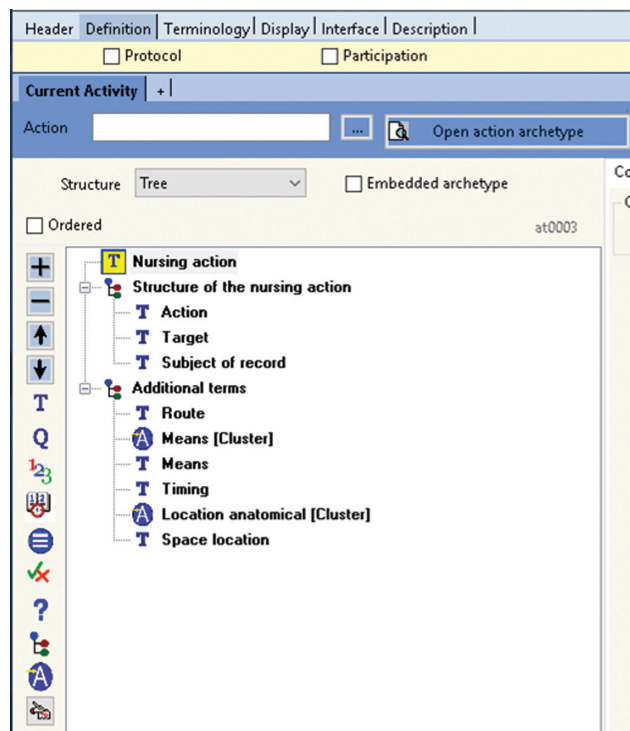 Header Definition Terminology Display Interface Description
Protocol Participation
Current Activity +
Action ... Open action archetype
Co
Structure Tree Embedded archetype
Ordered
at0003
T Nursing action
Structure of the nursing action
T Action
T Target
T Subject of record
Additional terms
T Route
A Means [Cluster]
T Means
T Timing
A Location anatomical [Cluster]
T Space location
T
Q
123
?
A